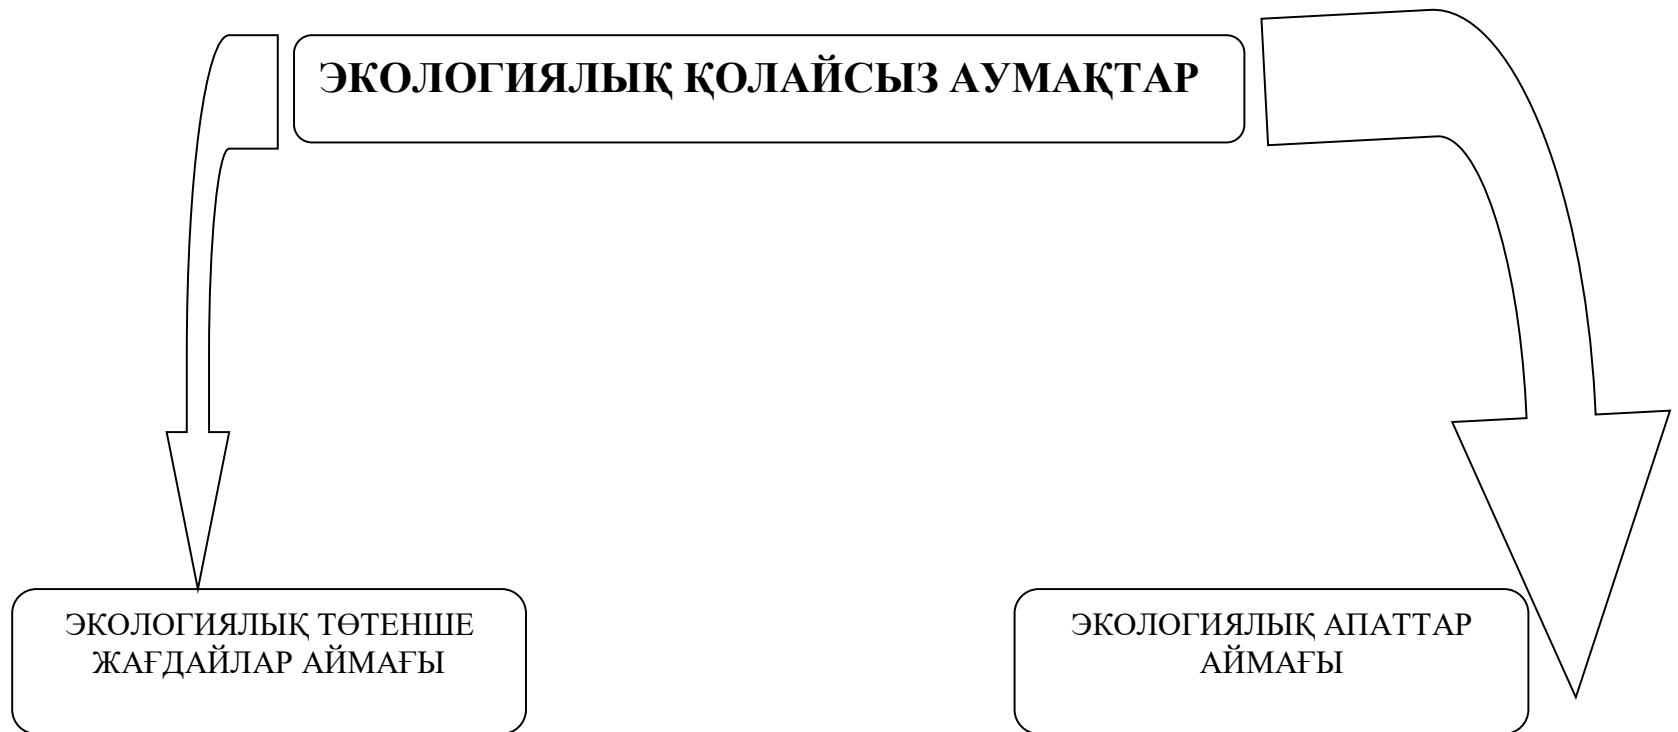 ЭКОЛОГИЯЛЫҚ ҚОЛАЙСЫЗ АУМАҚТАР
ЭКОЛОГИЯЛЫҚ ТӨТЕНШЕ
ЖАҒДАЙЛАР АЙМАҒЫ
ЭКОЛОГИЯЛЫҚ АПАТТАР
АЙМАҒЫ